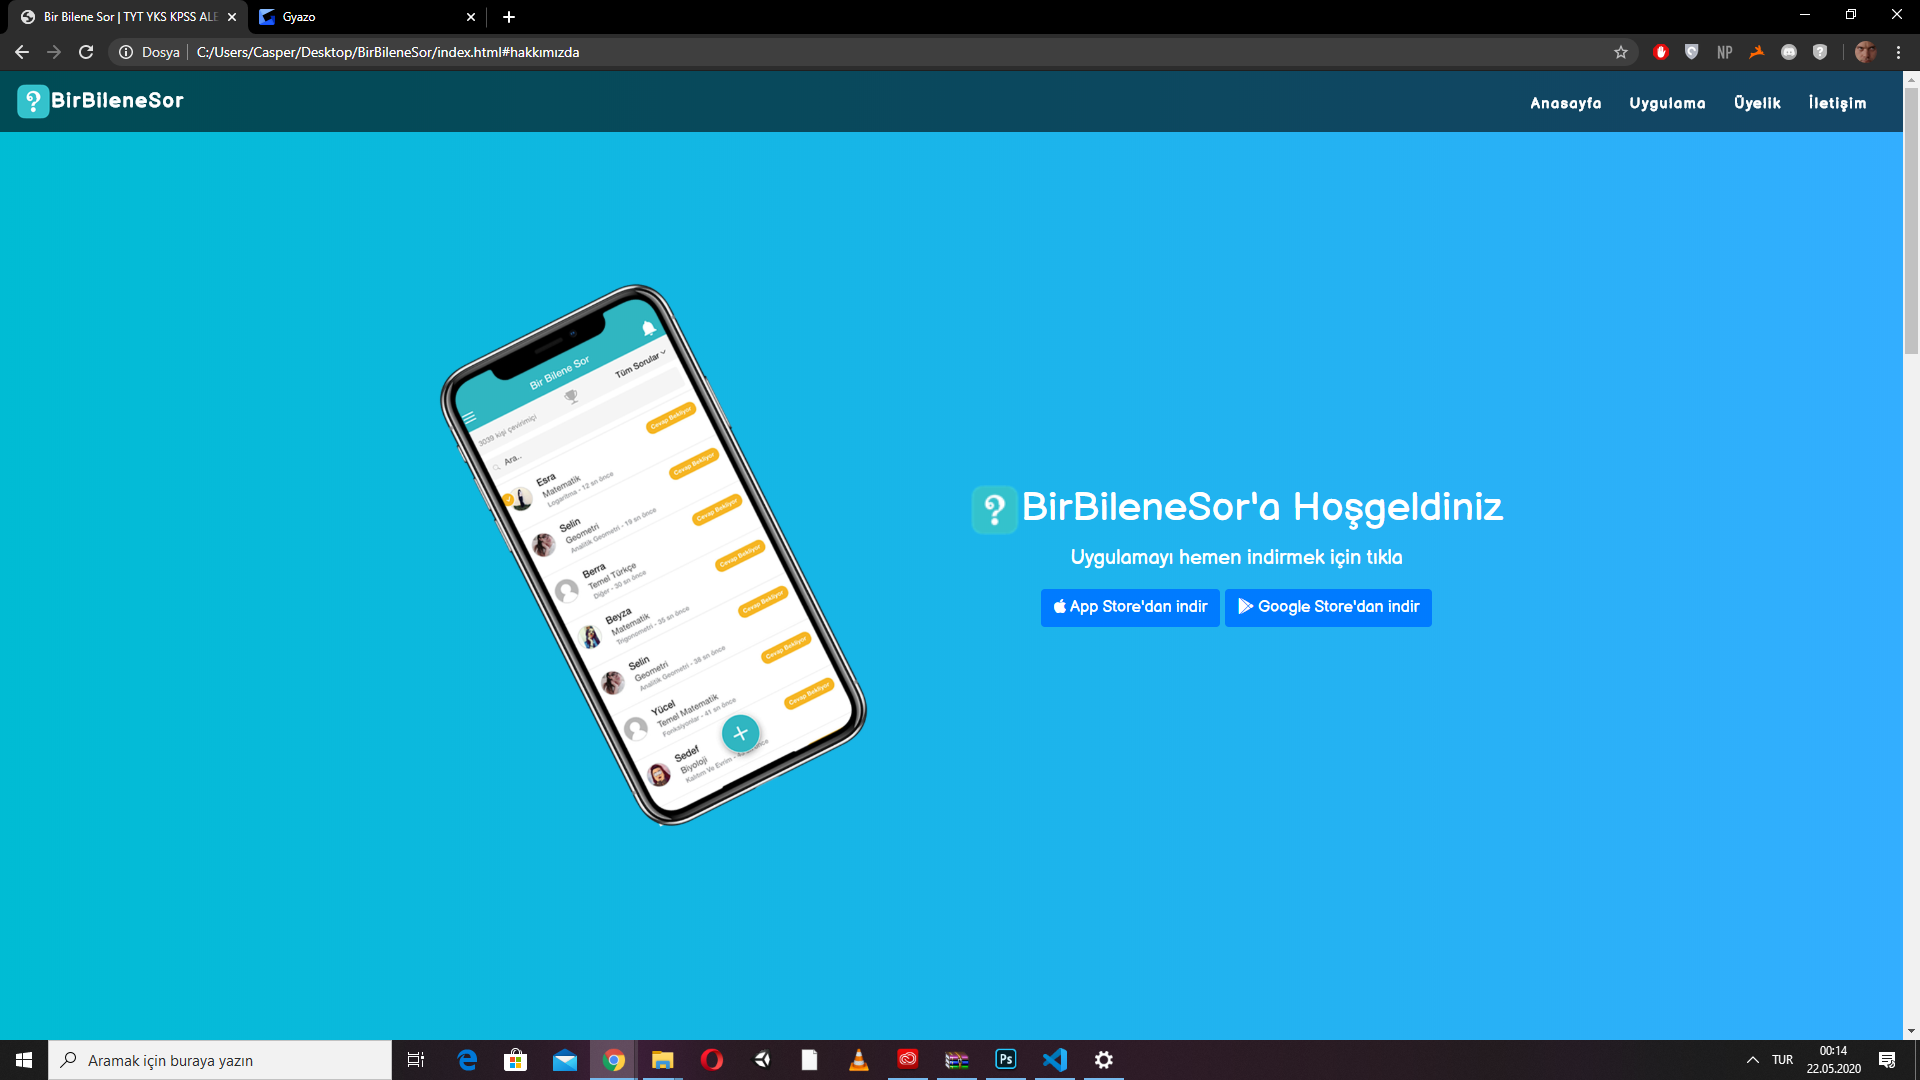 Bir Bilene Sor | TYT YKS KPSS ALE
Gyazo
Dosya
C:/Users/Casper/Desktop/BirBileneSor/index.html#hakkımızda
NP
?BirBileneSor
Anasayfa Uygulama Üyelik İletişim
Bir Bilene Sor
3039 kişi çevirimiçi
Tüm Sorular
Ara..
Esra
Matematik
Logaritma - 12 sn önce
Cevap Bekliyor
Selin
Geometri
Analitik Geometri - 19 sn önce
Cevap Bekliyor
Berra
Temel Türkçe
Diğer - 30 sn önce
Cevap Bekliyor
Beyza
Matematik
Trigonometri - 35 sn önce
Cevap Bekliyor
Selin
Geometri
Analitik Geometri - 38 sn önce
Cevap Bekliyor
Yücel
Temel Matematik
Fonksiyonlar - 41 sn önce
Cevap Bekliyor
Sedef
Biyoloji
Kalıtım Ve Evrim
Cevap Bekliyor
?BirBileneSor'a Hoşgeldiniz
Uygulamayı hemen indirmek için tıkla
App Store'dan indir
Google Store'dan indir
Aramak için buraya yazın
Ps
TUR
00:14
22.05.2020